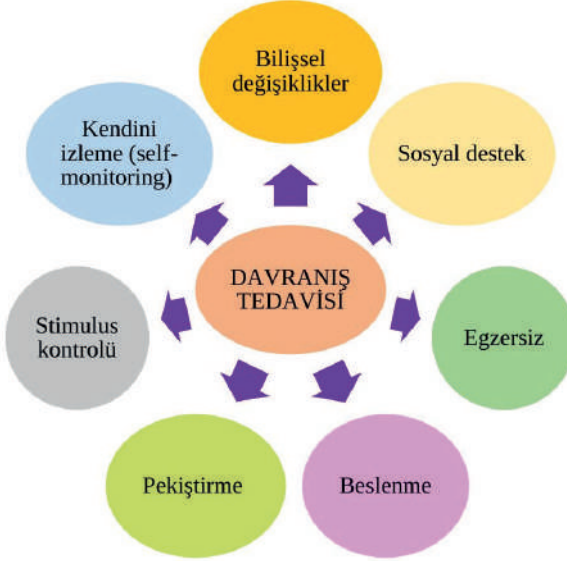 Bilişsel
değişiklikler
Kendini
izleme (self-
monitoring)
Sosyal destek
DAVRANIŞ
TEDAVİSİ
Stimulus
kontrolü
Egzersiz
Pekiştirme
Beslenme